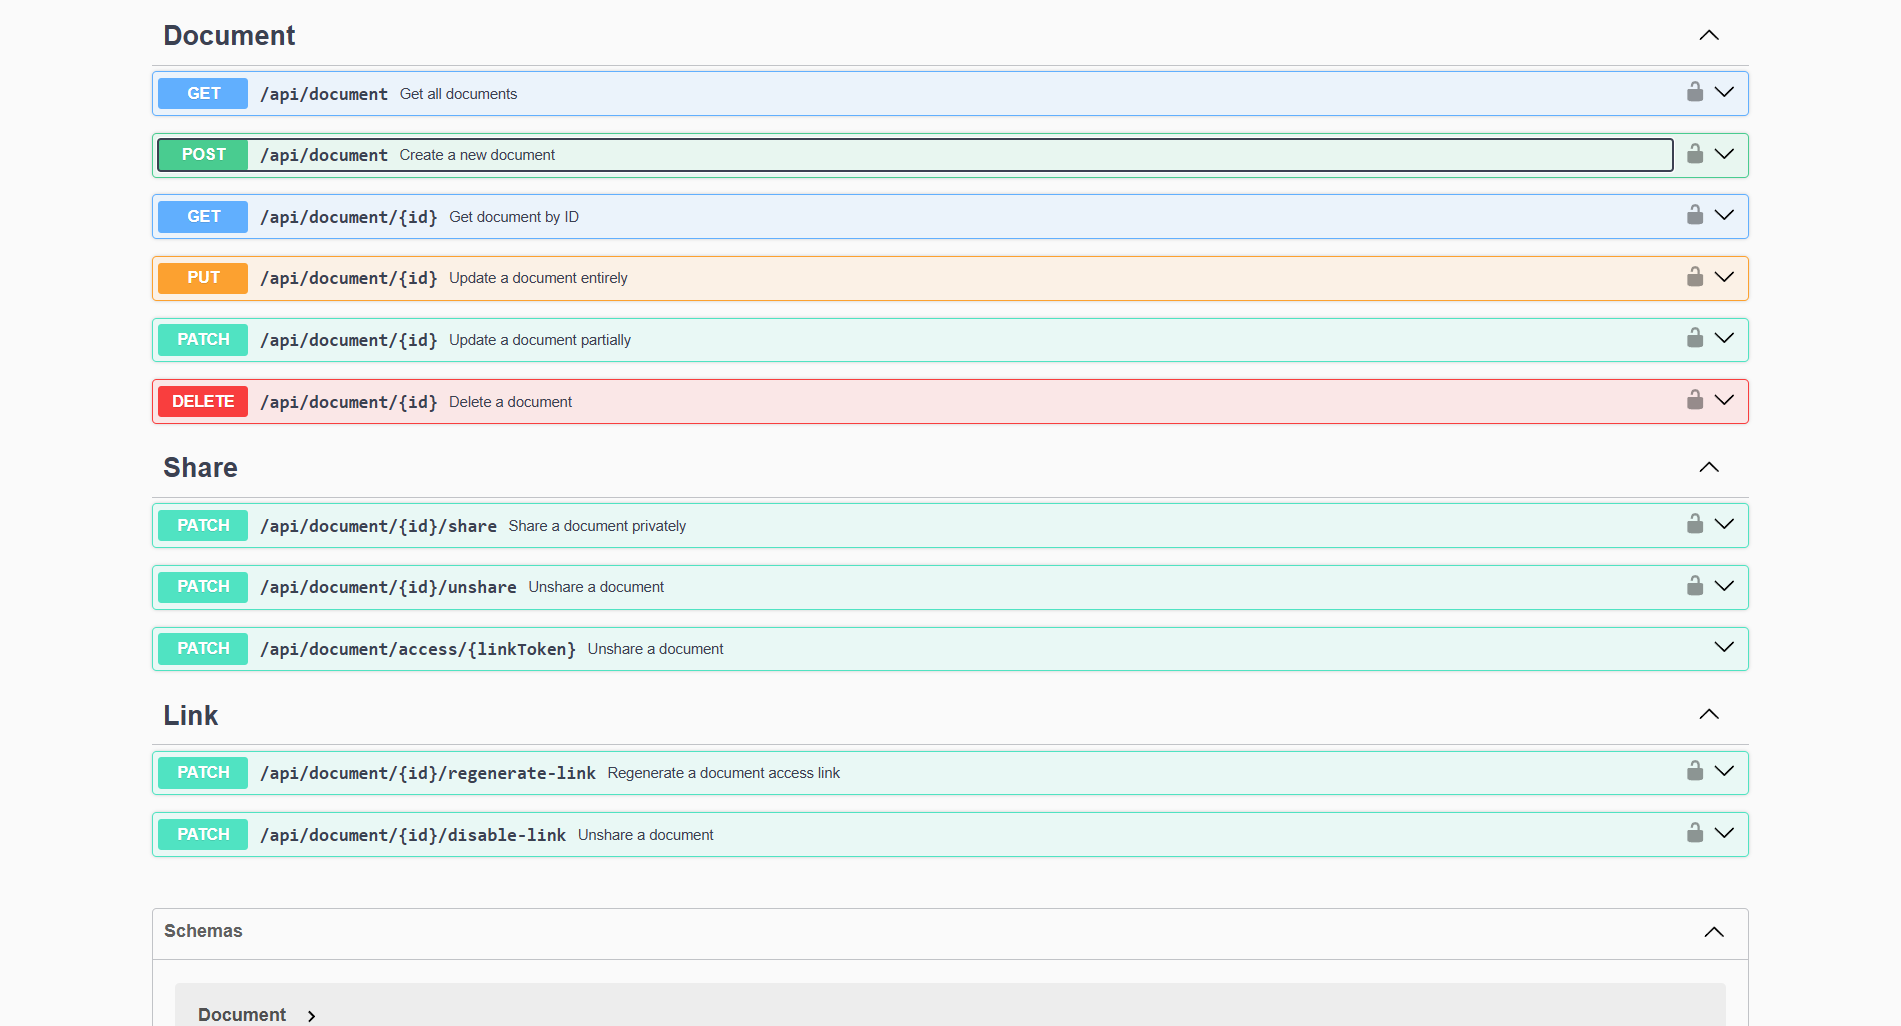 Document
GET /api/document Get all documents
POST /api/document Create a new document
GET /api/document/{id} Get document by ID
PUT /api/document/{id} Update a document entirely
PATCH /api/document/{id} Update a document partially
DELETE /api/document/{id} Delete a document
Share
PATCH /api/document/{id}/share Share a document privately
PATCH /api/document/{id}/unshare Unshare a document
PATCH /api/document/access/{linkToken} Unshare a document
Link
PATCH /api/document/{id}/regenerate-link Regenerate a document access link
PATCH /api/document/{id}/disable-link Unshare a document
Schemas
Document